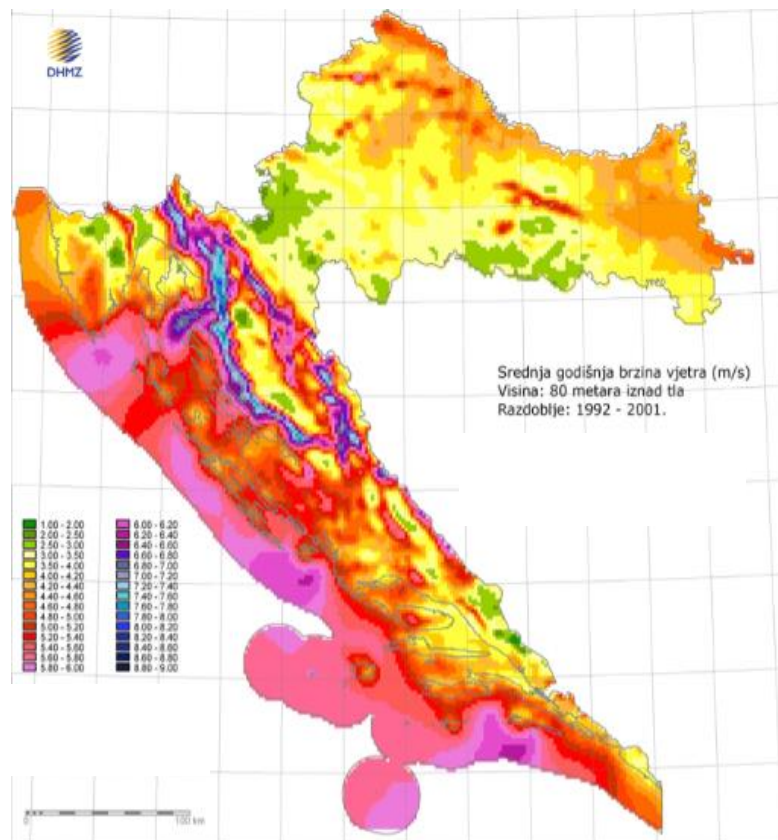 DHMZ
Srednja godišnja brzina vjetra (m/s)
Visina: 80 metara iznad tla
Razdoblje: 1992 - 2001.
1.00 - 2.00
2.00 - 2.50
2.50 - 3.00
3.00 - 3.50
3.50 - 4.00
4.00 - 4.20
4.20 - 4.40
4.40 - 4.60
4.60 - 4.80
4.80 - 5.00
5.00 - 5.20
5.20 - 5.40
5.40 - 5.60
5.60 - 5.80
5.80 - 6.00
6.00 - 6.20
6.20 - 6.40
6.40 - 6.60
6.60 - 6.80
6.80 - 7.00
7.00 - 7.20
7.20 - 7.40
7.40 - 7.60
7.60 - 7.80
7.80 - 8.00
8.00 - 8.20
8.20 - 8.40
8.40 - 8.60
8.60 - 8.80
8.80 - 9.00
0
100 km